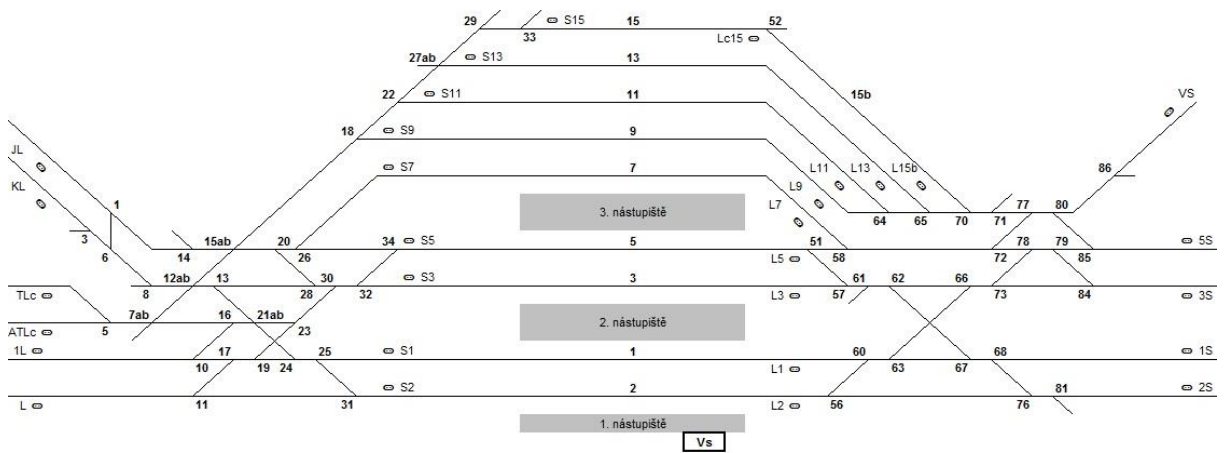 29 S15 15 52
33 Lc15
27ab S13 13
22 S11 11 15b VS
18 S9 9
JL S7 7 L11 L13 L15b 86
KL L9
1 3. nástupiště L7 64 65 70 71 77 80
3 6 14 15ab 20 34 S5 5 51 78 79 5S
26 L5 58 72 85
12ab 13 30 S3 3 61 62 66 3S
TLc 8 28 32 L3 57 73 84
7ab 16 21ab 2. nástupiště
ATLc 5 23
1L 17 25 S1 1 60 68 1S
10 19 24 L1 63 67
S2 2 81 2S
L 11 31 L2 56 76
1. nástupiště
Vs